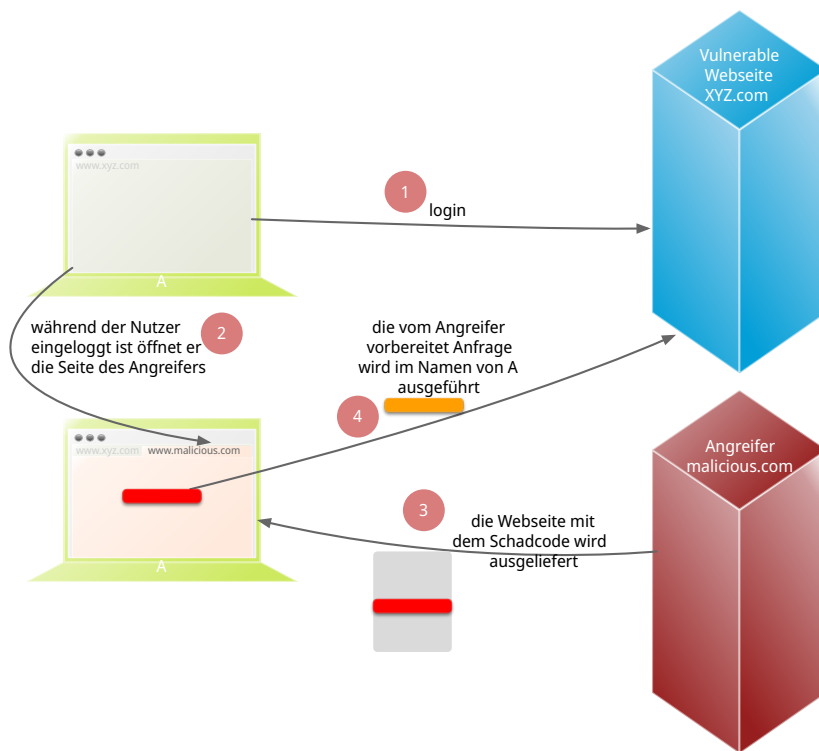 Vulnerable
Webseite
XYZ.com
www.xyz.com
1
login
A
2
während der Nutzer
eingeloggt ist öffnet er
die Seite des Angreifers
die vom Angreifer
vorbereitet Anfrage
wird im Namen von A
ausgeführt
4
www.xyz.com www.malicious.com
A
Angreifer
malicious.com
3
die Webseite mit
dem Schadcode wird
ausgeliefert